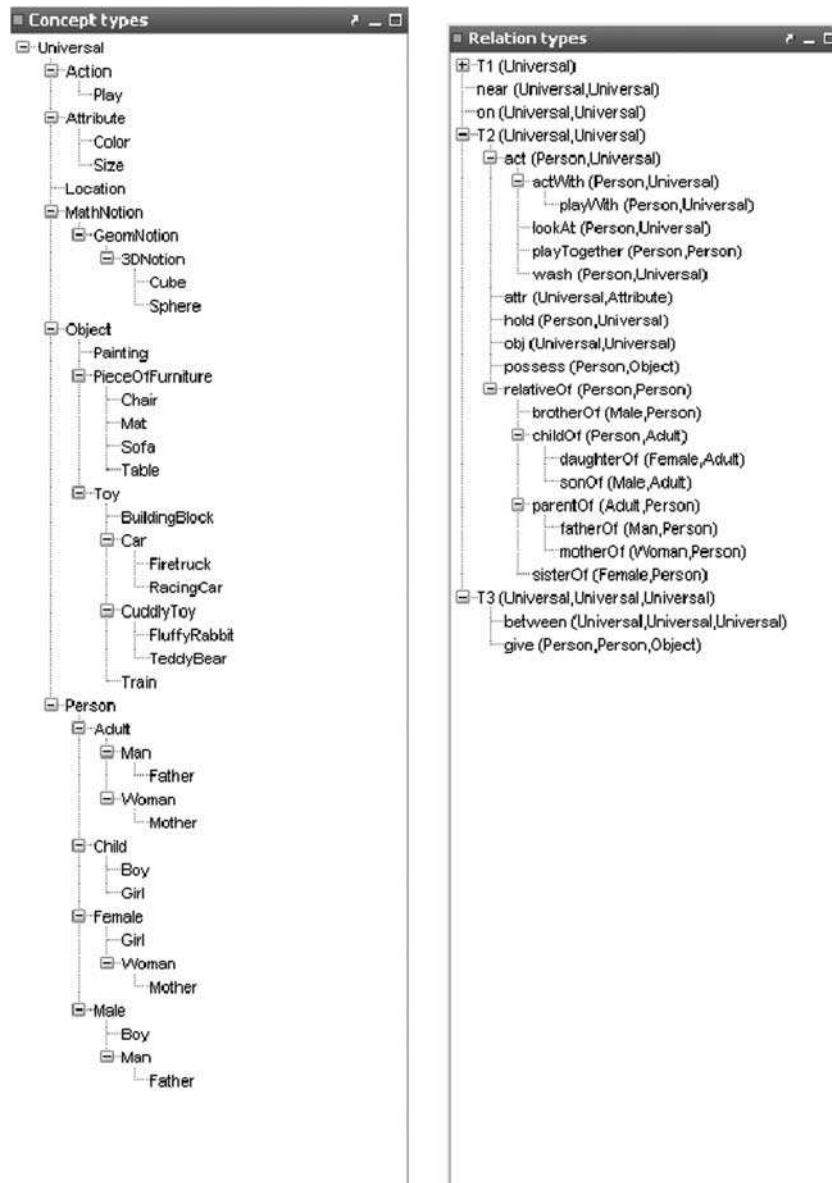 Concept types
Universal
Action
Play
Attribute
Color
Size
Location
MathNotion
GeomNotion
3DNotion
Cube
Sphere
Object
Painting
PieceOfFurniture
Chair
Mat
Sofa
Table
Toy
BuildingBlock
Car
Firetruck
RacingCar
CuddlyToy
FluffyRabbit
TeddyBear
Train
Person
Adult
Man
Father
Woman
Mother
Child
Boy
Girl
Female
Girl
Woman
Mother
Male
Boy
Man
Father
Relation types
T1 (Universal)
near (Universal,Universal)
on (Universal,Universal)
T2 (Universal,Universal)
act (Person,Universal)
actWith (Person,Universal)
playWith (Person,Universal)
lookAt (Person,Universal)
playTogether (Person,Person)
wash (Person,Universal)
attr (Universal,Attribute)
hold (Person,Universal)
obj (Universal,Universal)
possess (Person,Object)
relativeOf (Person,Person)
brotherOf (Male,Person)
childOf (Person,Adult)
daughterOf (Female,Adult)
sonOf (Male,Adult)
parentOf (Adult,Person)
fatherOf (Man,Person)
motherOf (Woman,Person)
sisterOf (Female,Person)
T3 (Universal,Universal,Universal)
between (Universal,Universal,Universal)
give (Person,Person,Object)